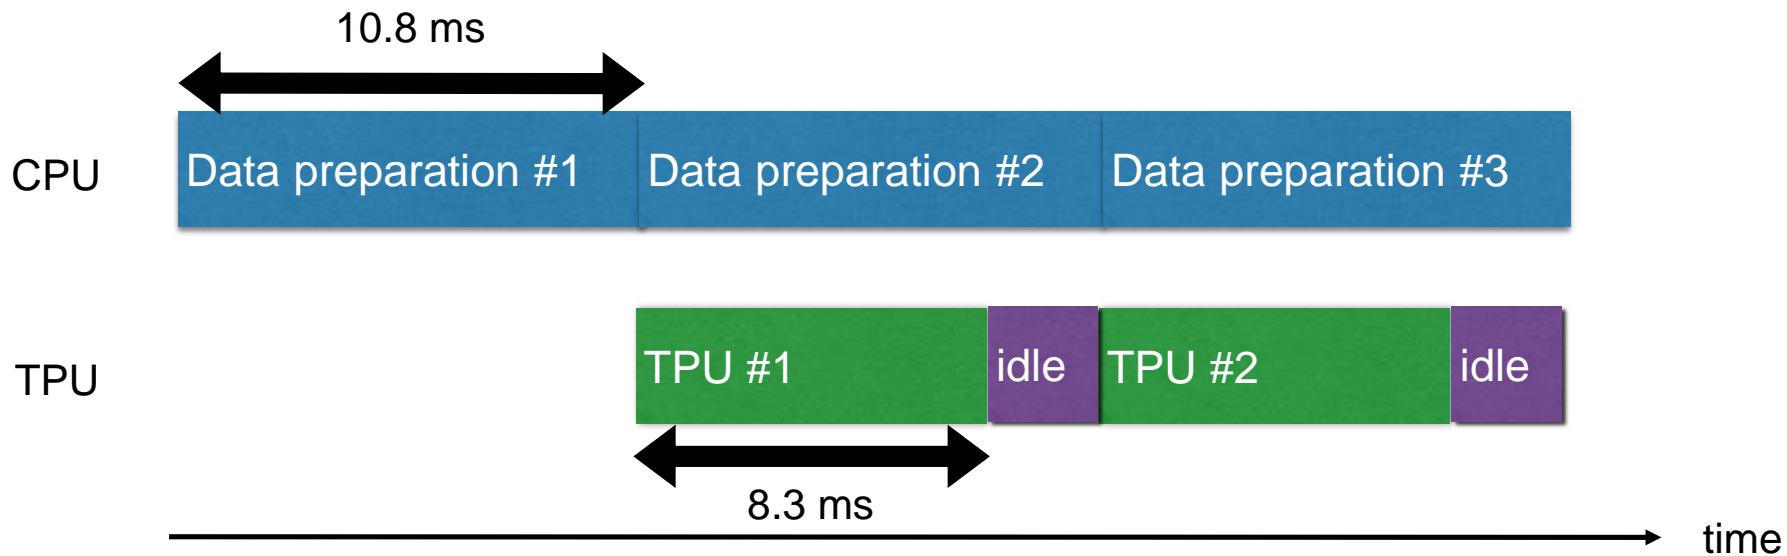 10.8 ms
CPU
Data preparation #1
Data preparation #2
Data preparation #3
TPU
TPU #1
idle
TPU #2
idle
8.3 ms
time